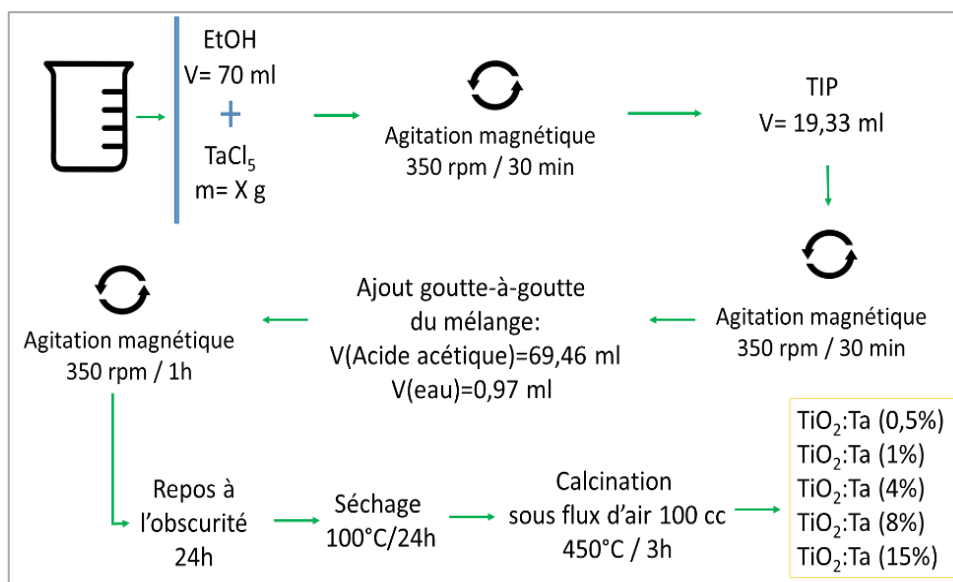 EtOH
V= 70 ml
+
TaCl₅
m= X g
Agitation magnétique
350 rpm / 30 min
TIP
V= 19,33 ml
Agitation magnétique
350 rpm / 30 min
Ajout goutte-à-goutte
du mélange:
V(Acide acétique)=69,46 ml
V(eau)=0,97 ml
Agitation magnétique
350 rpm / 1h
Repos à
l’obscurité
24h
Séchage
100°C/24h
Calcination
sous flux d’air 100 cc
450°C / 3h
TiO₂:Ta (0,5%)
TiO₂:Ta (1%)
TiO₂:Ta (4%)
TiO₂:Ta (8%)
TiO₂:Ta (15%)